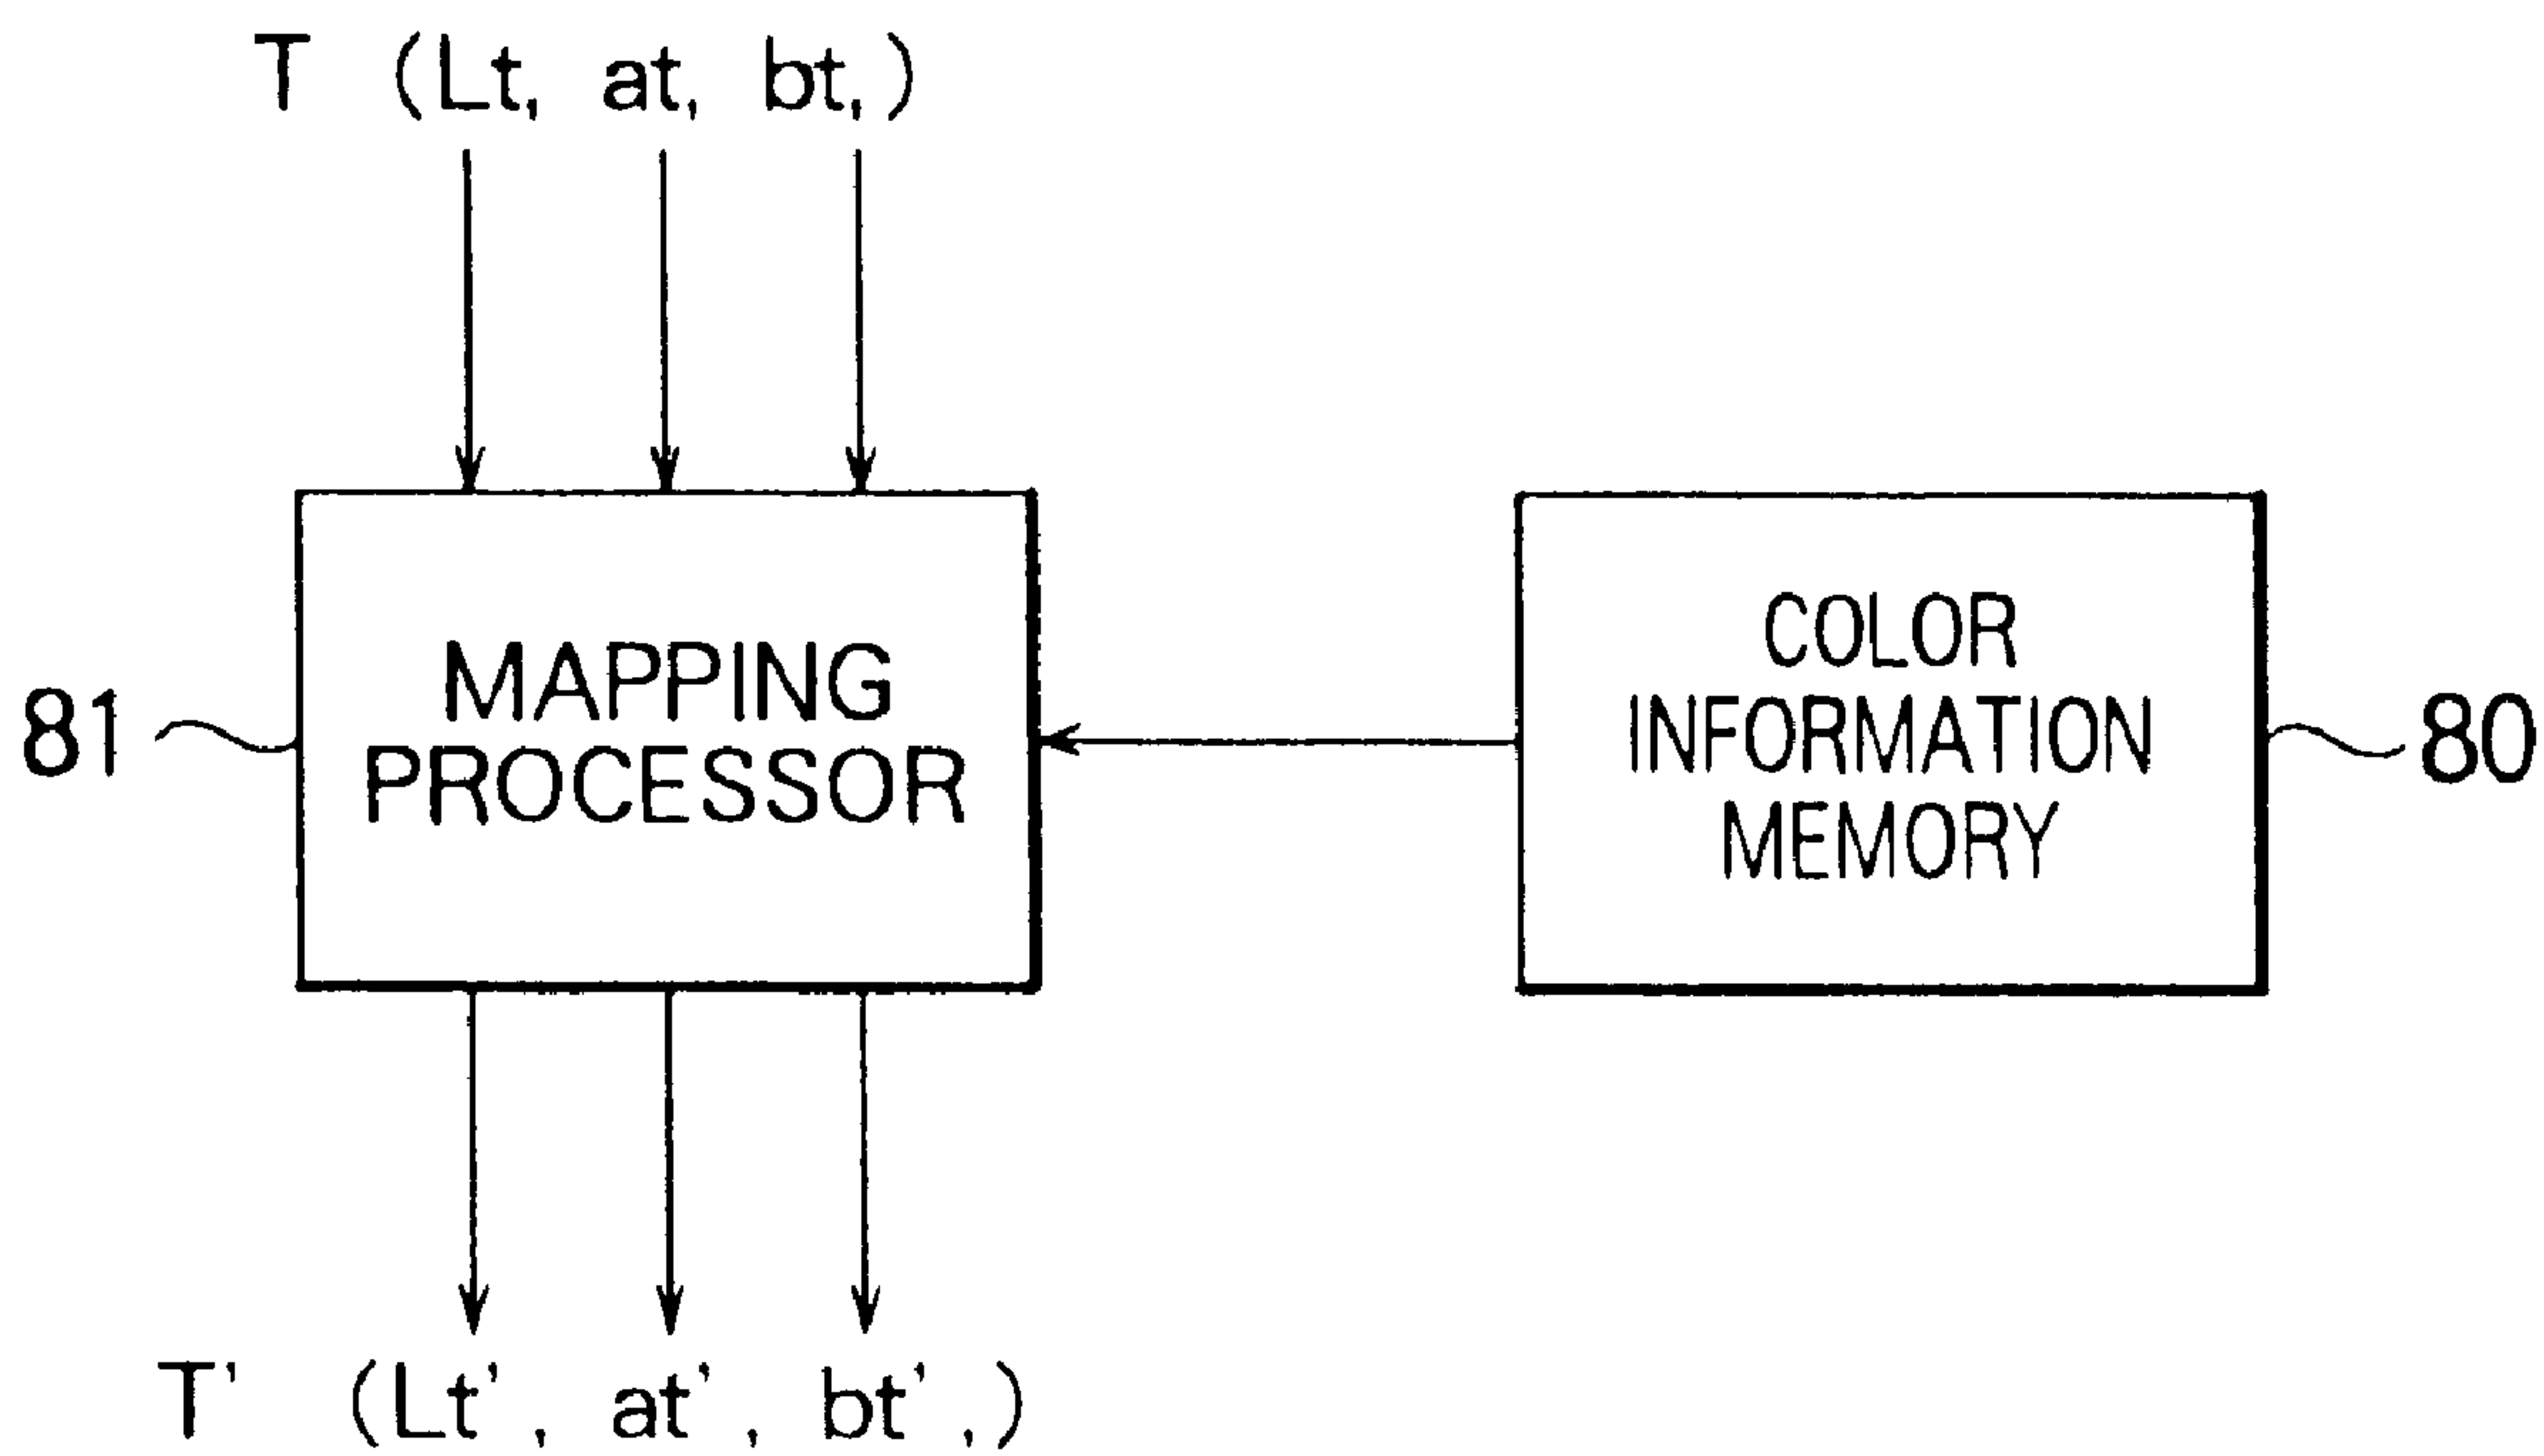 T (Lt, at, bt,)
81
MAPPING
PROCESSOR
COLOR
INFORMATION
MEMORY
80
T' (Lt', at', bt',)